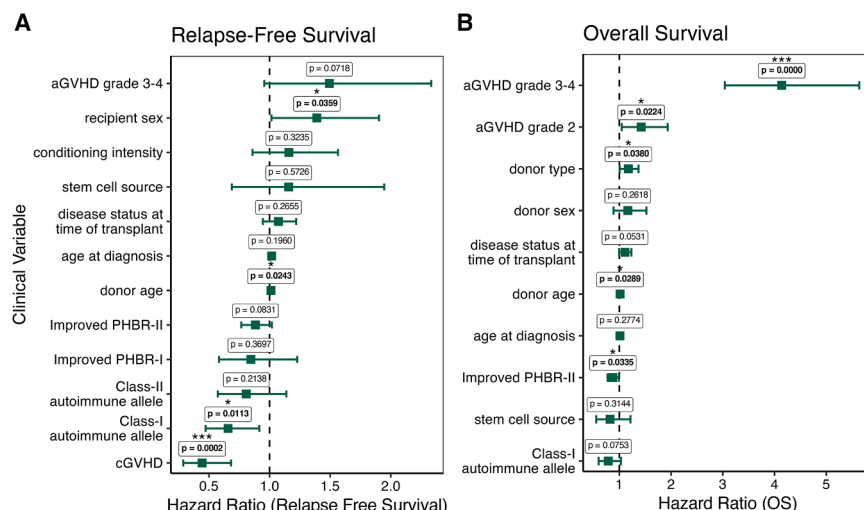 A
Relapse-Free Survival
Clinical Variable
aGVHD grade 3-4
p = 0.0718
recipient sex
*
p = 0.0359
conditioning intensity
p = 0.3235
stem cell source
p = 0.5726
disease status at
time of transplant
p = 0.2655
age at diagnosis
p = 0.1960
donor age
*
p = 0.0243
Improved PHBR-II
p = 0.0831
Improved PHBR-I
p = 0.3697
Class-II
autoimmune allele
p = 0.2138
Class-I
autoimmune allele
*
p = 0.0113
cGVHD
***
p = 0.0002
0.5 1.0 1.5 2.0
Hazard Ratio (Relapse Free Survival)
B
Overall Survival
aGVHD grade 3-4
***
p = 0.0000
aGVHD grade 2
*
p = 0.0224
donor type
*
p = 0.0380
donor sex
p = 0.2618
disease status at
time of transplant
p = 0.0531
donor age
*
p = 0.0289
age at diagnosis
p = 0.2774
Improved PHBR-II
*
p = 0.0335
stem cell source
p = 0.3144
Class-I
autoimmune allele
p = 0.0753
1 2 3 4 5
Hazard Ratio (OS)